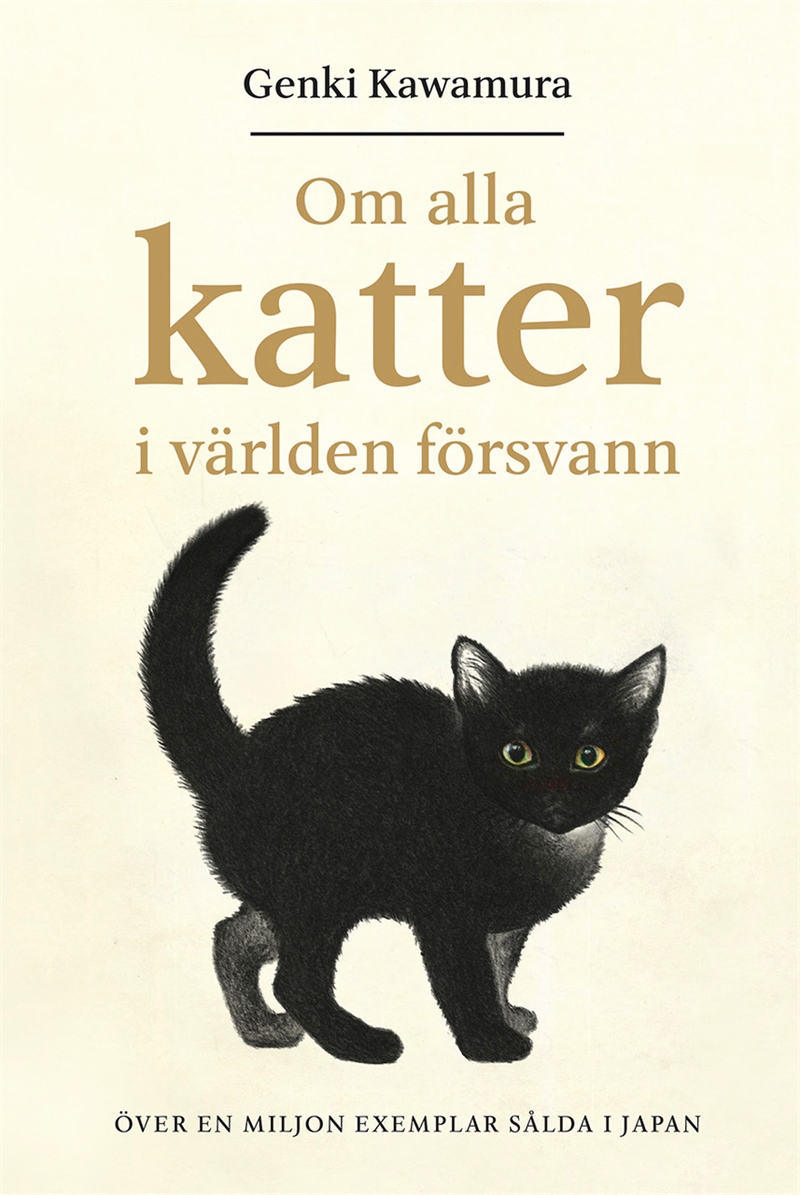 Genki Kawamura
Om alla
katter
i världen försvann
ÖVER EN MILJON EXEMPLAR SÅLDA I JAPAN